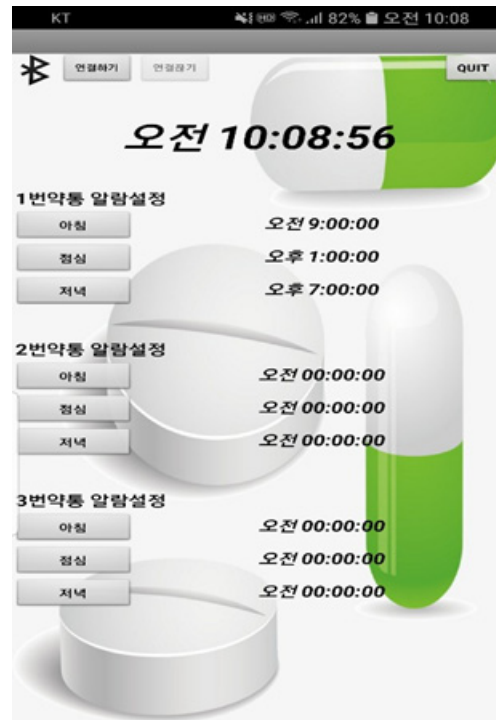 KT 82% 오전 10:08
연결하기 연결끊기 QUIT
오전 10:08:56
1번약통 알람설정
아침 오전 9:00:00
점심 오후 1:00:00
저녁 오후 7:00:00
2번약통 알람설정
아침 오전 00:00:00
점심 오전 00:00:00
저녁 오전 00:00:00
3번약통 알람설정
아침 오전 00:00:00
점심 오전 00:00:00
저녁 오전 00:00:00